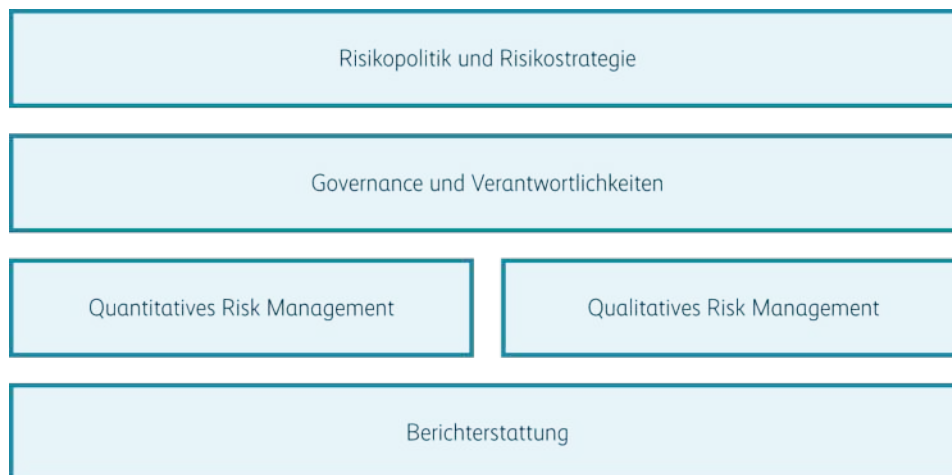 Risikopolitik und Risikostrategie
Governance und Verantwortlichkeiten
Quantitatives Risk Management
Qualitatives Risk Management
Berichterstattung